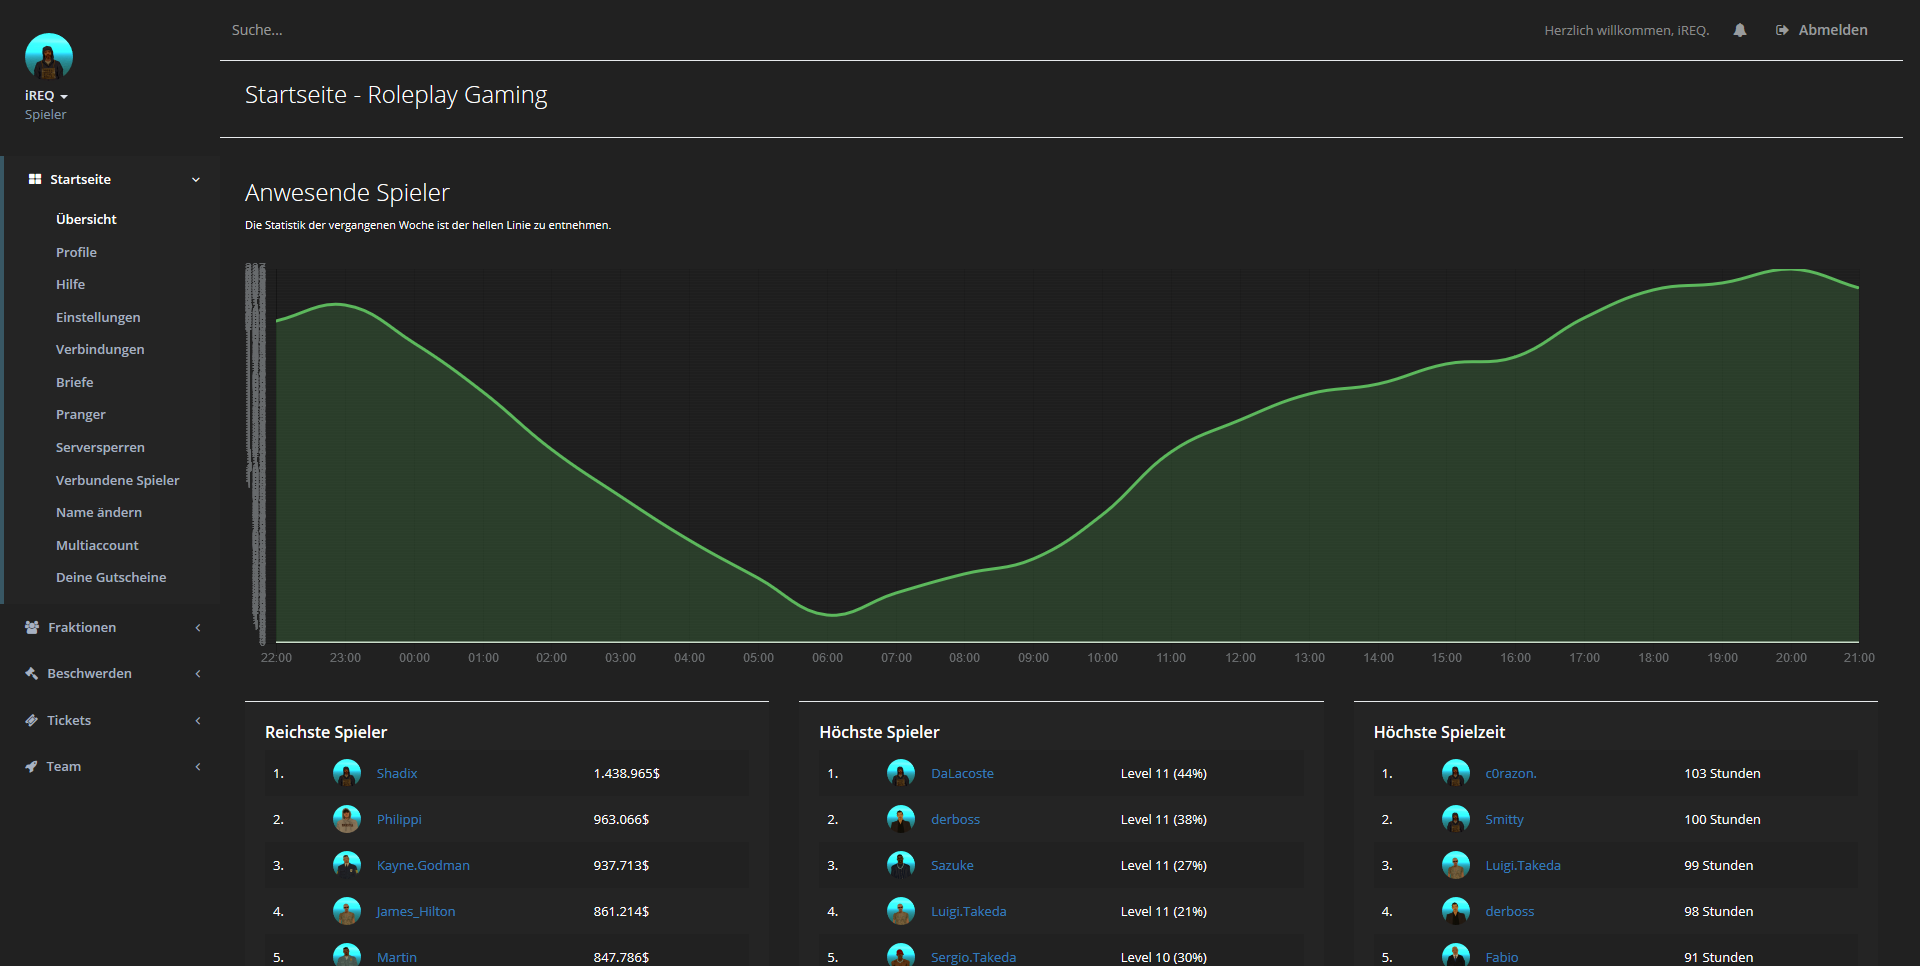 Suche...
Herzlich willkommen, iREQ.
Abmelden
iREQ
Spieler
Startseite
Übersicht
Profile
Hilfe
Einstellungen
Verbindungen
Briefe
Pranger
Serversperren
Verbundene Spieler
Name ändern
Multiaccount
Deine Gutscheine
Fraktionen
Beschwerden
Tickets
Team
Startseite - Roleplay Gaming
Anwesende Spieler
Die Statistik der vergangenen Woche ist der hellen Linie zu entnehmen.
22:00 23:00 00:00 01:00 02:00 03:00 04:00 05:00 06:00 07:00 08:00 09:00 10:00 11:00 12:00 13:00 14:00 15:00 16:00 17:00 18:00 19:00 20:00 21:00
Reichste Spieler
1. Shadix 1.438.965$
2. Philippi 963.066$
3. Kayne.Godman 937.713$
4. James_Hilton 861.214$
5. Martin 847.786$
Höchste Spieler
1. DaLacoste Level 11 (44%)
2. derboss Level 11 (38%)
3. Sazuke Level 11 (27%)
4. Luigi.Takeda Level 11 (21%)
5. Sergio.Takeda Level 10 (30%)
Höchste Spielzeit
1. c0razon. 103 Stunden
2. Smitty 100 Stunden
3. Luigi.Takeda 99 Stunden
4. derboss 98 Stunden
5. Fabio 91 Stunden